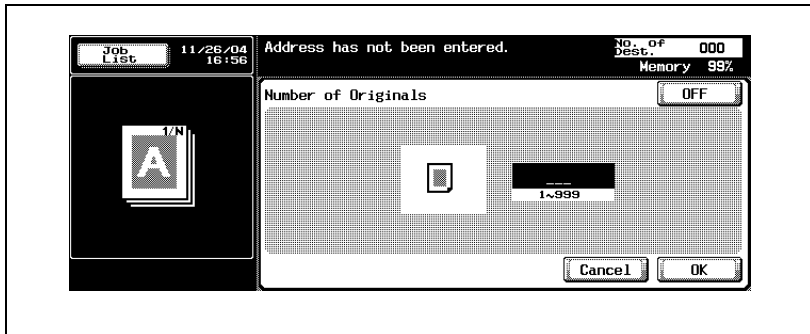 Job List
11/26/04
16:56
Address has not been entered.
No. of Dest.
000
Memory 99%
Number of Originals
OFF
1/N
A
___
1~999
Cancel
OK